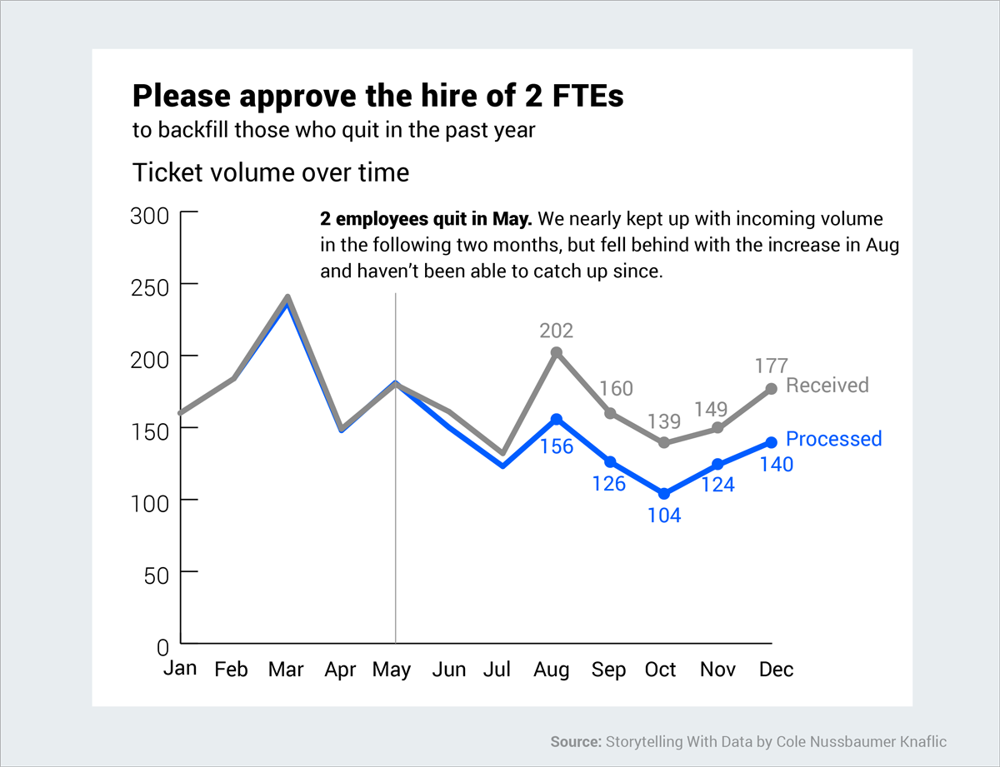 Please approve the hire of 2 FTEs
to backfill those who quit in the past year
Ticket volume over time
2 employees quit in May. We nearly kept up with incoming volume
in the following two months, but fell behind with the increase in Aug
and haven’t been able to catch up since.
300
250
200
150
100
50
0
202
160
139
149
177
Received
156
126
104
124
140
Processed
Jan Feb Mar Apr May Jun Jul Aug Sep Oct Nov Dec
Source: Storytelling With Data by Cole Nussbaumer Knaflic